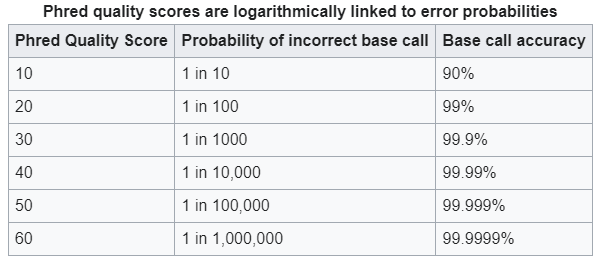 Phred quality scores are logarithmically linked to error probabilities
Phred Quality Score Probability of incorrect base call Base call accuracy
10 1 in 10 90%
20 1 in 100 99%
30 1 in 1000 99.9%
40 1 in 10,000 99.99%
50 1 in 100,000 99.999%
60 1 in 1,000,000 99.9999%